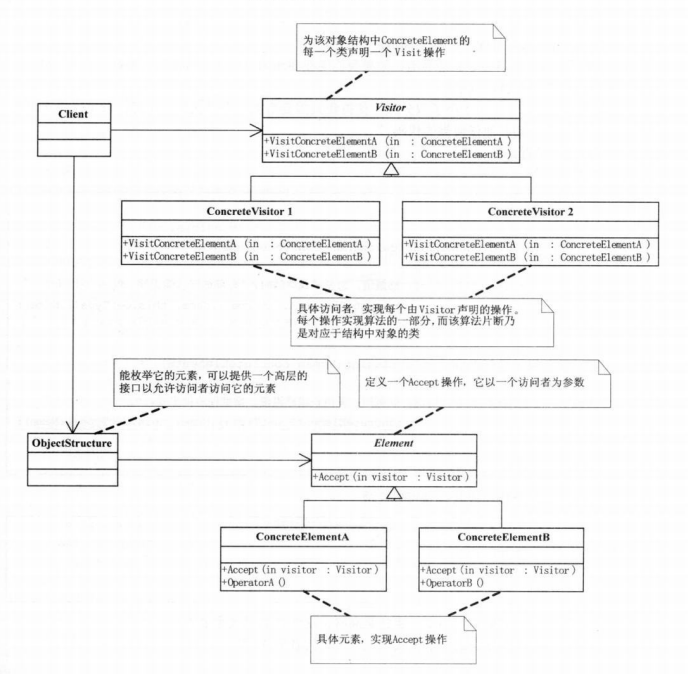 为该对象结构中ConcreteElement的
每一个类声明一个 Visit 操作
Client
Visitor
+VisitConcreteElementA (in : ConcreteElementA )
+VisitConcreteElementB (in : ConcreteElementB )
ConcreteVisitor 1
+VisitConcreteElementA (in : ConcreteElementA )
+VisitConcreteElementB (in : ConcreteElementB )
ConcreteVisitor 2
+VisitConcreteElementA (in : ConcreteElementA )
+VisitConcreteElementB (in : ConcreteElementB )
具体访问者，实现每个由Visitor声明的操作。
每个操作实现算法的一部分，而该算法片断乃
是对应于结构中对象的类
能枚举它的元素，可以提供一个高层的
接口以允许访问者访问它的元素
定义一个Accept 操作，它以一个访问者为参数
ObjectStructure
Element
+Accept (in visitor : Visitor )
ConcreteElementA
+Accept (in visitor : Visitor )
+OperatorA ()
ConcreteElementB
+Accept (in visitor : Visitor )
+OperatorB ()
具体元素，实现Accept 操作